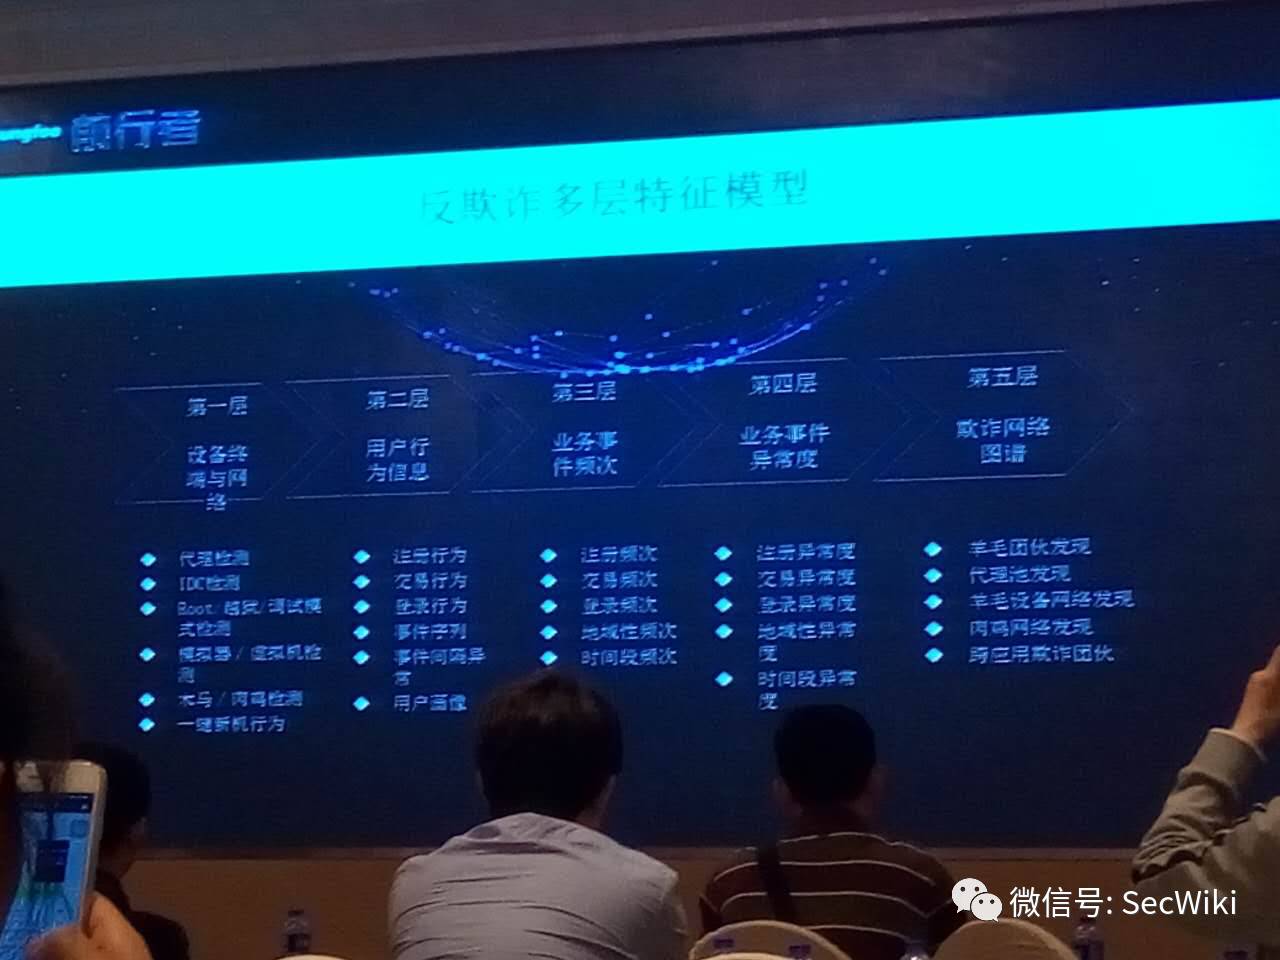 前行者
反欺诈多层特征模型
第一层
设备终
端与网
络
第二层
用户行
为信息
第三层
业务事
件频次
第四层
业务事件
异常度
第五层
欺诈网络
图谱
代理检测
IDC检测
Root/越狱/调试模
式检测
模拟器/虚拟机检
测
木马/肉鸡检测
一键新机行为
注册行为
交易行为
登录行为
事件序列
事件间隔异
常
用户画像
注册频次
交易频次
登录频次
地域性频次
时间段频次
注册异常度
交易异常度
登录异常度
地域性异常
度
时间段异常
度
羊毛团伙发现
代理池发现
羊毛设备网络发现
肉鸡网络发现
跨应用欺诈团伙
微信号: SecWiki